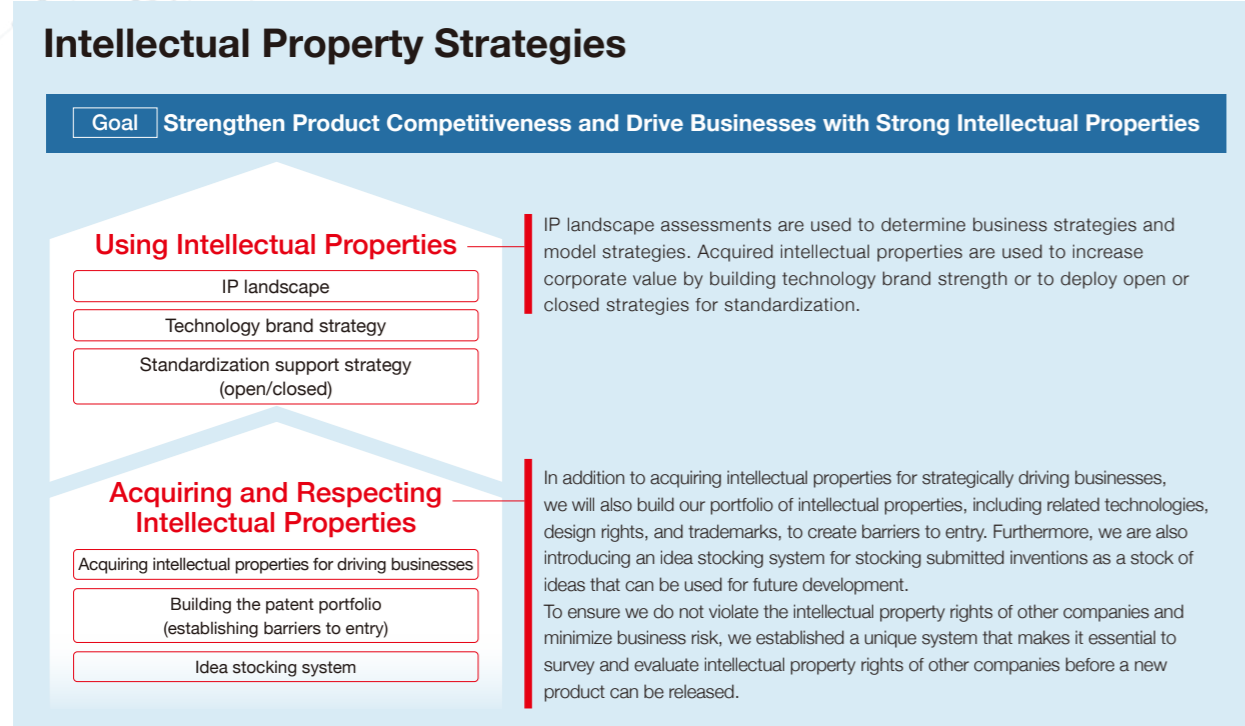 Intellectual Property Strategies
Goal Strengthen Product Competitiveness and Drive Businesses with Strong Intellectual Properties
Using Intellectual Properties
IP landscape
Technology brand strategy
Standardization support strategy
(open/closed)
IP landscape assessments are used to determine business strategies and
model strategies. Acquired intellectual properties are used to increase
corporate value by building technology brand strength or to deploy open or
closed strategies for standardization.
Acquiring and Respecting
Intellectual Properties
Acquiring intellectual properties for driving businesses
Building the patent portfolio
(establishing barriers to entry)
Idea stocking system
In addition to acquiring intellectual properties for strategically driving businesses,
we will also build our portfolio of intellectual properties, including related technologies,
design rights, and trademarks, to create barriers to entry. Furthermore, we are also
introducing an idea stocking system for stocking submitted inventions as a stock of
ideas that can be used for future development.
To ensure we do not violate the intellectual property rights of other companies and
minimize business risk, we established a unique system that makes it essential to
survey and evaluate intellectual property rights of other companies before a new
product can be released.